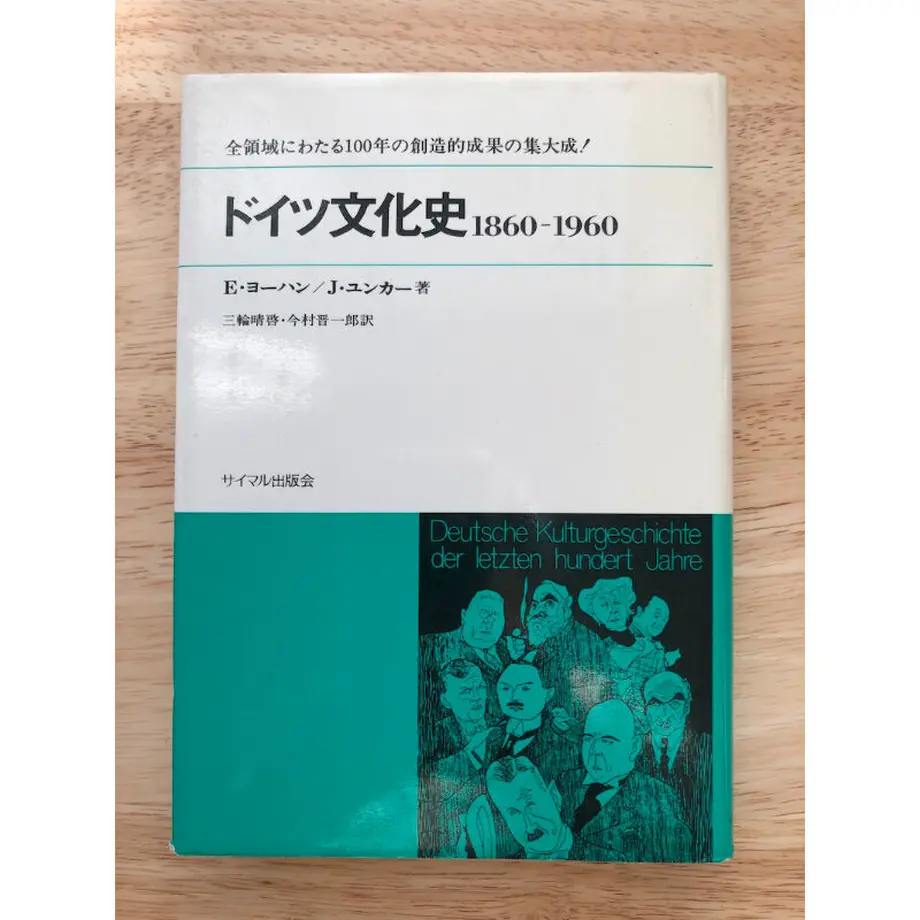 全領域にわたる100年の創造的成果の集大成!
ドイツ文化史1860-1960
E・ヨーハン/J・ユンカー著
三輪晴啓・今村晋一郎訳
サイマル出版会
Deutsche Kulturgeschichte
der letzten hundert Jahre